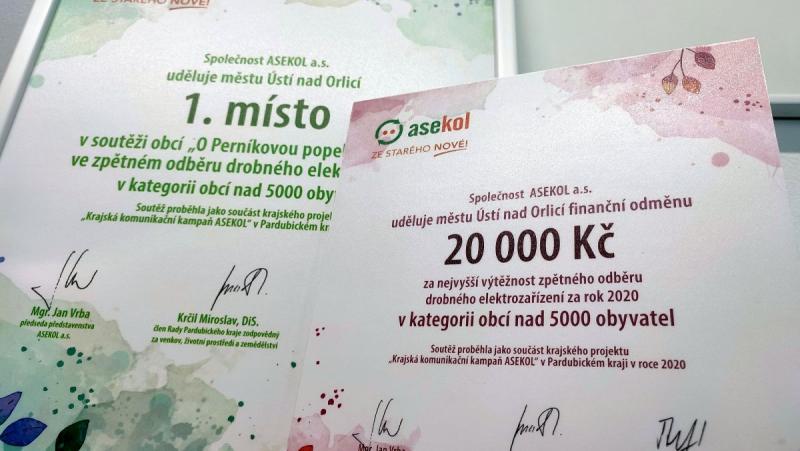 ZE STARÉHO NOVÉ!
Společnost ASEKOL a.s.
uděluje městu Ústí nad Orlicí
1. místo
v soutěži obcí „O Perníkovou
ve zpětném odběru drobného
v kategorii obcí nad 5000
Soutěž proběhla jako součást krajského
„Krajská komunikační kampaň ASEKOL“ v Pardubickém
Mgr. Jan Vrba
předseda představenstva
ASEKOL a.s.
Krčil Miroslav, DiS.
člen Rady Pardubického kraje zodpovědný
za venkov, životní prostředí a zemědělství
asekol
ZE STARÉHO NOVÉ!
Společnost ASEKOL a.s.
uděluje městu Ústí nad Orlicí finanční odměnu
20 000 Kč
za nejvyšší výtěžnost zpětného odběru
drobného elektrozařízení za rok 2020
v kategorii obcí nad 5000 obyvatel
Soutěž proběhla jako součást krajského projektu
„Krajská komunikační kampaň ASEKOL“ v Pardubickém kraji v roce 2020
Mgr. Jan Vrba